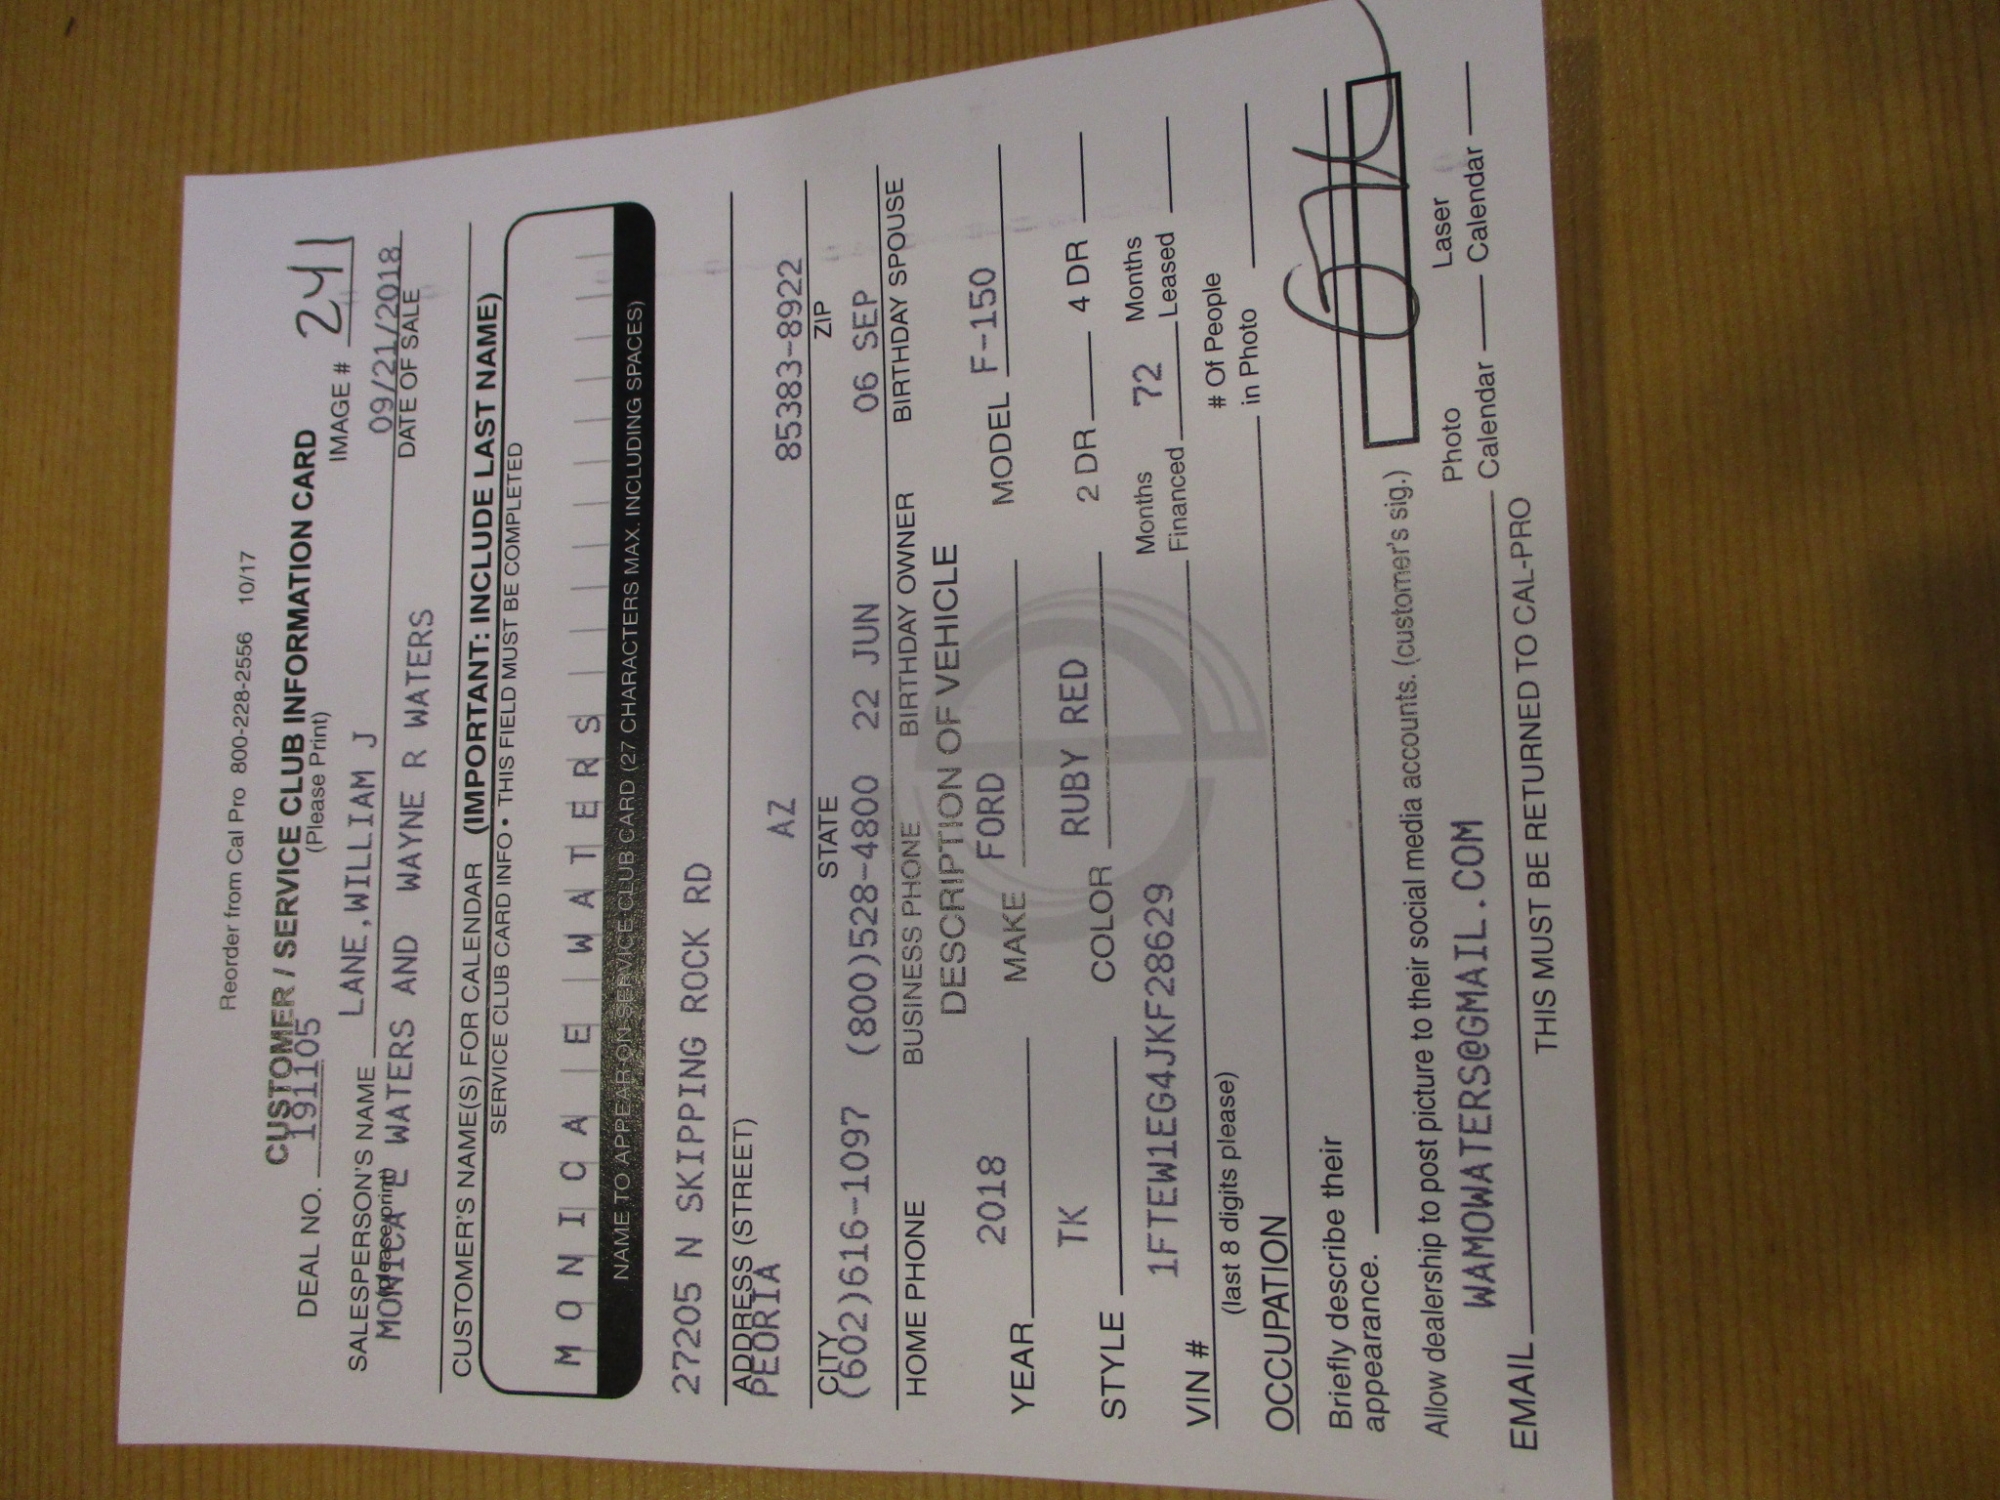 Reorder from Cal Pro 800-228-2556 10/17
CUSTOMER / SERVICE CLUB INFORMATION CARD
(Please Print)
DEAL NO. 191105 IMAGE # 241
SALESPERSON'S NAME LANE,WILLIAM J 09/21/2018
(please print) DATE OF SALE
MONICA E WATERS AND WAYNE R WATERS
CUSTOMER'S NAME(S) FOR CALENDAR (IMPORTANT: INCLUDE LAST NAME)
SERVICE CLUB CARD INFO • THIS FIELD MUST BE COMPLETED
MONICA E WATERS
NAME TO APPEAR ON SERVICE CLUB CARD (27 CHARACTERS MAX. INCLUDING SPACES)
27205 N SKIPPING ROCK RD
ADDRESS (STREET)
PEORIA AZ 85383-8922
CITY STATE ZIP
(602)616-1097 (800)528-4800 22 JUN 06 SEP
HOME PHONE BUSINESS PHONE BIRTHDAY OWNER BIRTHDAY SPOUSE
DESCRIPTION OF VEHICLE
YEAR 2018 MAKE FORD MODEL F-150
STYLE TK COLOR RUBY RED 2 DR 4 DR
VIN # 1FTEW1EG4JKF28629 Months Financed 72 Months Leased
(last 8 digits please)
OCCUPATION # Of People in Photo
Briefly describe their
appearance.
Allow dealership to post picture to their social media accounts. (customer's sig.)
EMAIL WAMOWATERS@GMAIL.COM Photo Calendar Laser Calendar
THIS MUST BE RETURNED TO CAL-PRO